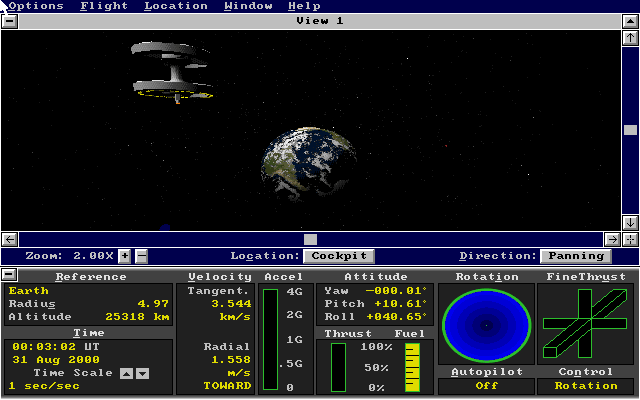 Options Flight Location Window Help
View 1
Zoom: 2.00X + − Location: Cockpit Direction: Panning
Reference Velocity Accel Attitude Rotation FineThrust
Earth
Radius 4.97
Altitude 25318 km
Tangent.
3.544
km/s
4G
2G
1G
.5G
0
Yaw −000.01°
Pitch +10.61°
Roll +040.65°
Time
00:03:02 UT
31 Aug 2000
Time Scale
1 sec/sec
Radial
1.558
m/s
TOWARD
Thrust Fuel
100%
50%
0%
Autopilot Control
Off Rotation